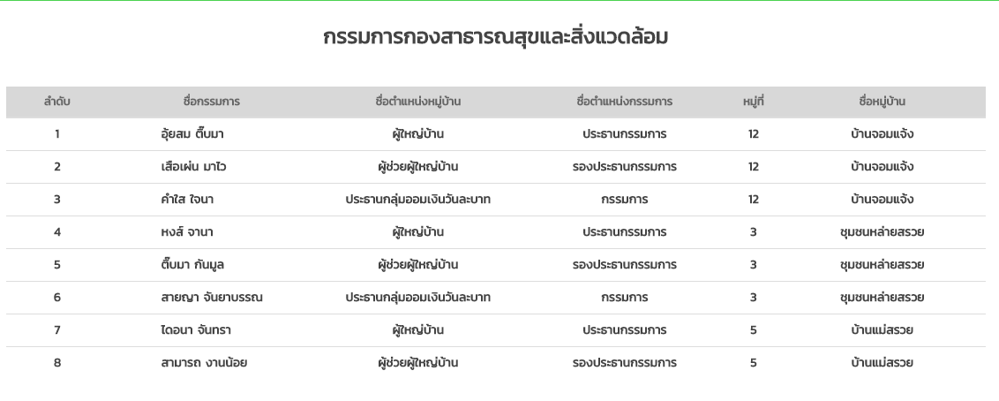 กรรมการกองสาธารณสุขและสิ่งแวดล้อม
ลำดับ ชื่อกรรมการ ชื่อตำแหน่งหมู่บ้าน ชื่อตำแหน่งกรรมการ หมู่ที่ ชื่อหมู่บ้าน
1 อุ้ยสม ติ๊บมา ผู้ใหญ่บ้าน ประธานกรรมการ 12 บ้านจอมแจ้ง
2 เสือเผ่น มาไว ผู้ช่วยผู้ใหญ่บ้าน รองประธานกรรมการ 12 บ้านจอมแจ้ง
3 คำใส ใจนา ประธานกลุ่มออมเงินวันละบาท กรรมการ 12 บ้านจอมแจ้ง
4 หงส์ จานา ผู้ใหญ่บ้าน ประธานกรรมการ 3 ชุมชนหล่ายสรวย
5 ติ๊บมา กันมูล ผู้ช่วยผู้ใหญ่บ้าน รองประธานกรรมการ 3 ชุมชนหล่ายสรวย
6 สายญา จันยาบรรณ ประธานกลุ่มออมเงินวันละบาท กรรมการ 3 ชุมชนหล่ายสรวย
7 ไดอนา จันทรา ผู้ใหญ่บ้าน ประธานกรรมการ 5 บ้านแม่สรวย
8 สามารถ งานน้อย ผู้ช่วยผู้ใหญ่บ้าน รองประธานกรรมการ 5 บ้านแม่สรวย